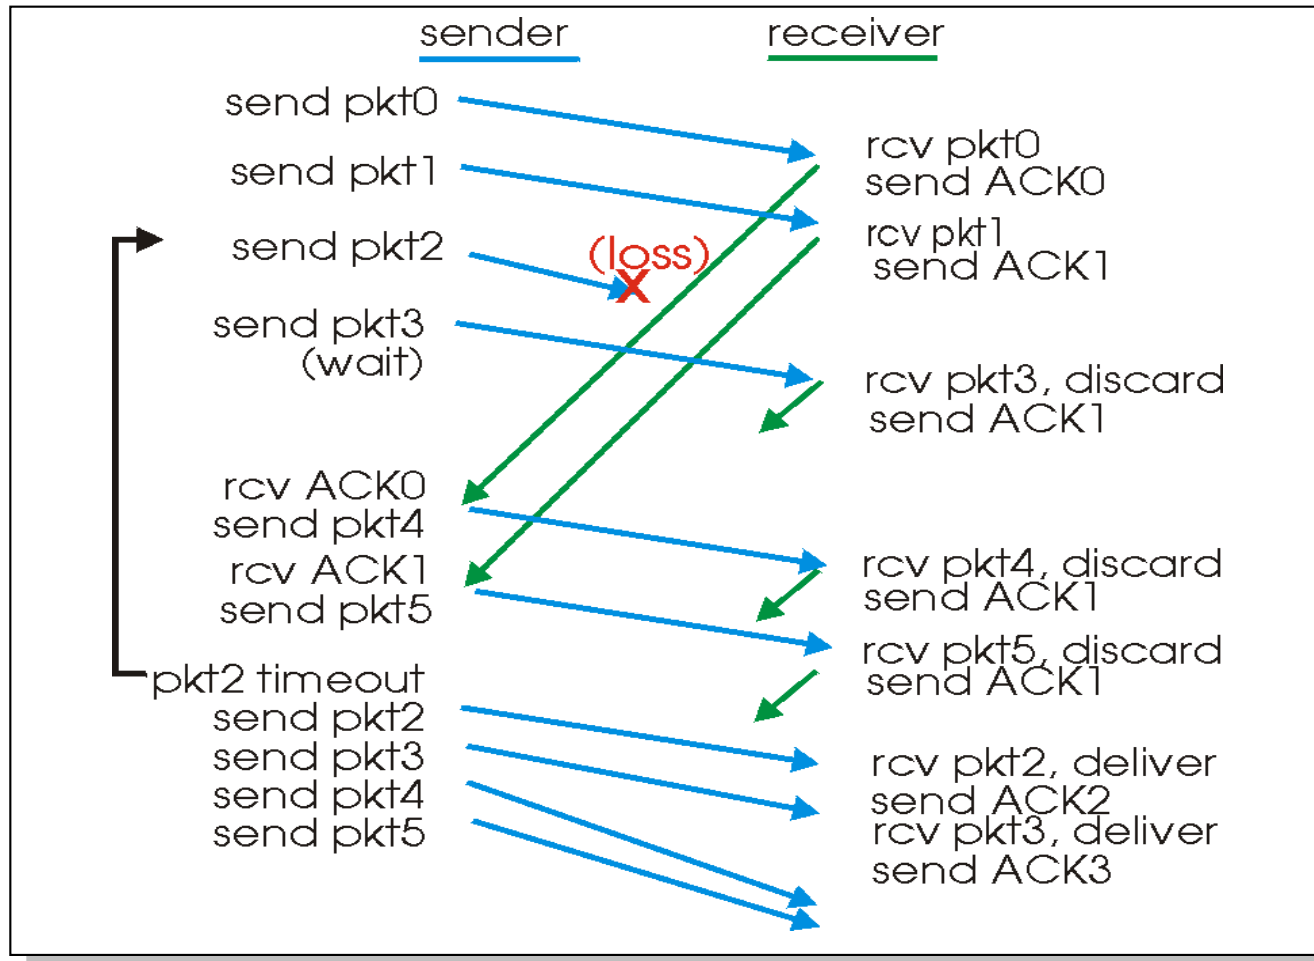 sender
receiver
send pkt0
rcv pkt0
send ACK0
send pkt1
rcv pkt1
send ACK1
send pkt2
(loss)
X
send pkt3
(wait)
rcv pkt3, discard
send ACK1
rcv ACK0
send pkt4
rcv ACK1
send pkt5
rcv pkt4, discard
send ACK1
rcv pkt5, discard
send ACK1
pkt2 timeout
send pkt2
send pkt3
send pkt4
send pkt5
rcv pkt2, deliver
send ACK2
rcv pkt3, deliver
send ACK3